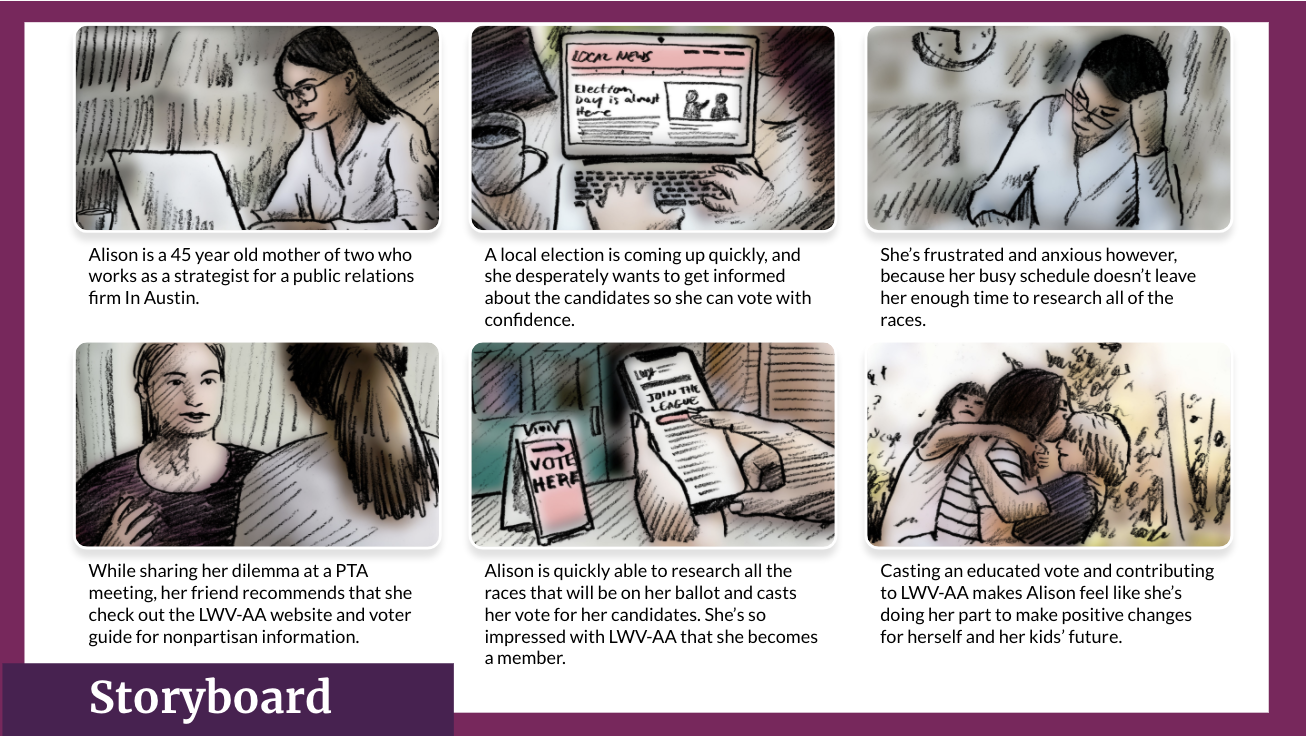 LOCAL NEWS
Election
Day is almost
Here
Alison is a 45 year old mother of two who
works as a strategist for a public relations
firm In Austin.
A local election is coming up quickly, and
she desperately wants to get informed
about the candidates so she can vote with
confidence.
She’s frustrated and anxious however,
because her busy schedule doesn’t leave
her enough time to research all of the
races.
JOIN THE
LEAGUE
VOTE
HERE
While sharing her dilemma at a PTA
meeting, her friend recommends that she
check out the LWV-AA website and voter
guide for nonpartisan information.
Alison is quickly able to research all the
races that will be on her ballot and casts
her vote for her candidates. She’s so
impressed with LWV-AA that she becomes
a member.
Casting an educated vote and contributing
to LWV-AA makes Alison feel like she’s
doing her part to make positive changes
for herself and her kids’ future.
Storyboard